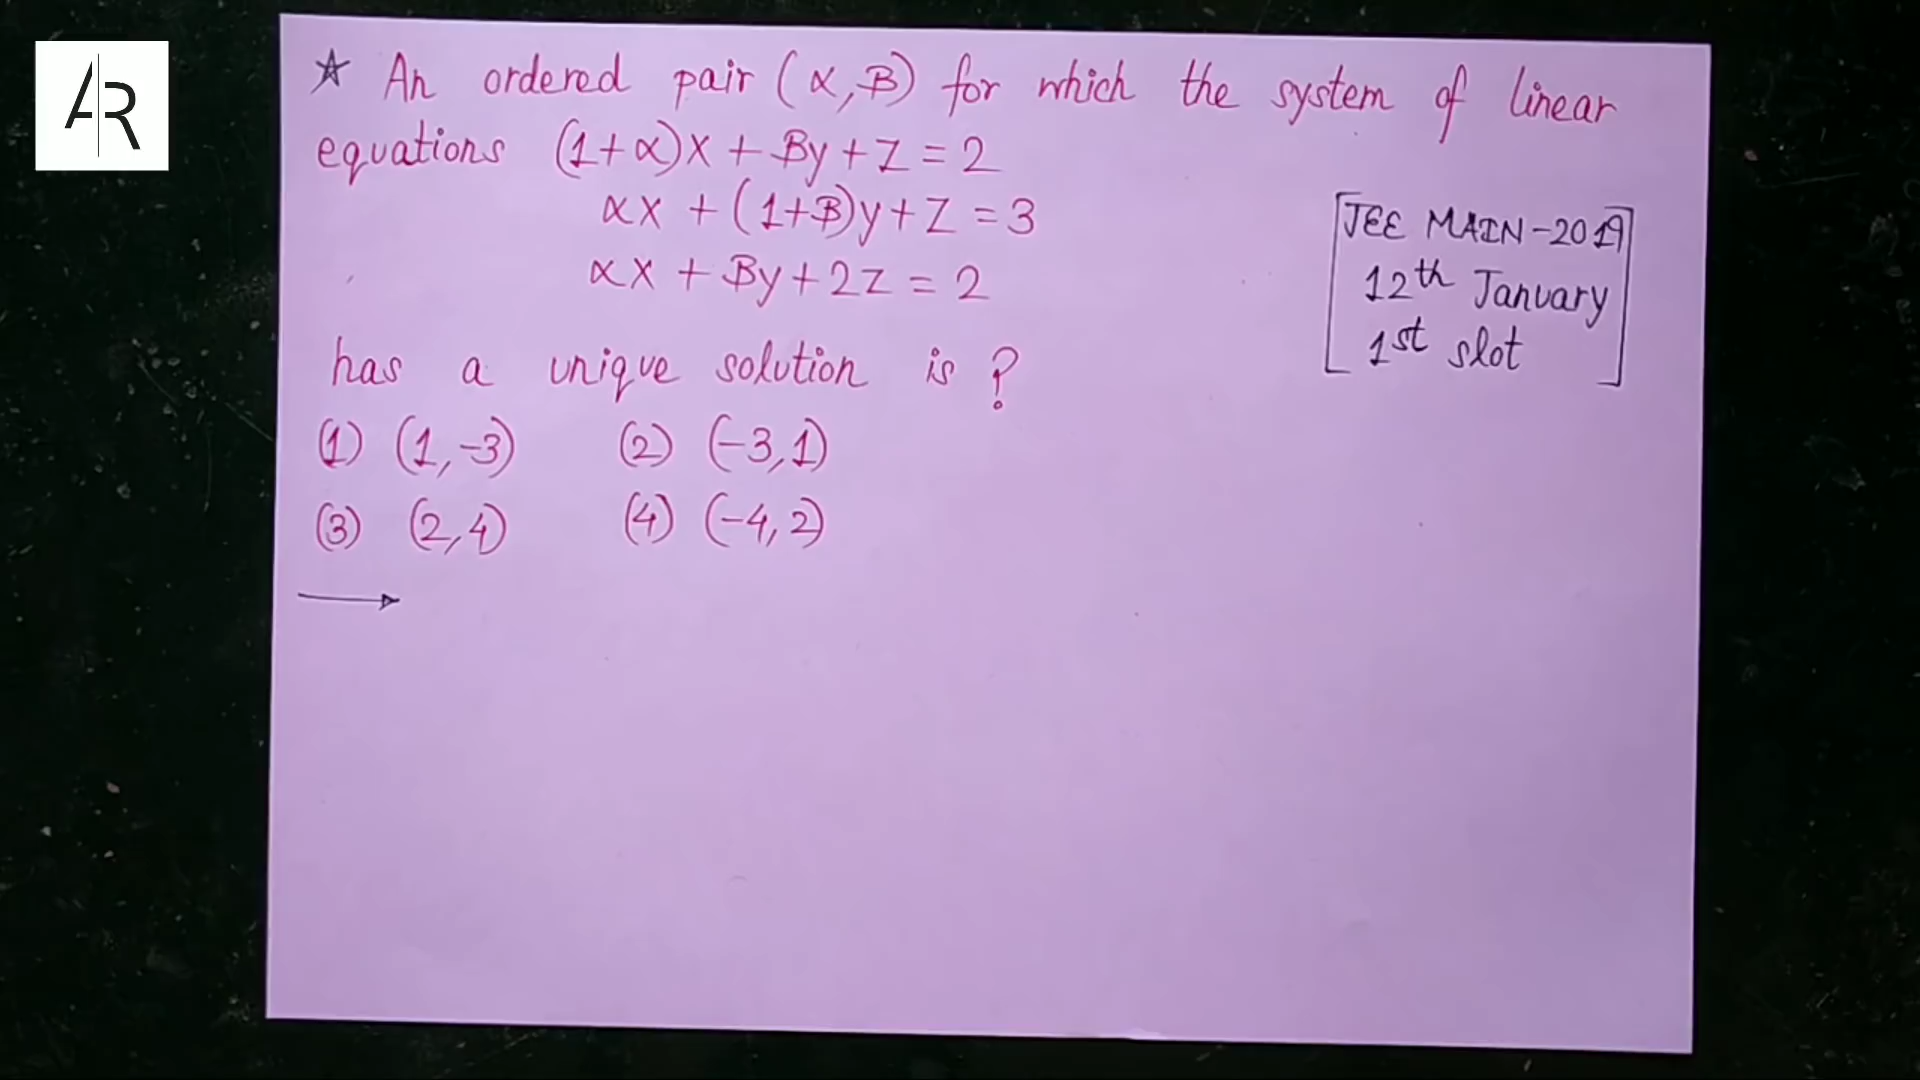 AR
☆ An ordered pair (α,B) for which the system of linear
equations (1+α)x + By + z = 2
αx + (1+B)y + z = 3
αx + By + 2z = 2
has a unique solution is ?
(1) (1,-3) (2) (-3,1)
(3) (2,4) (4) (-4,2)
[JEE MAIN-2019
12th January
1st slot]